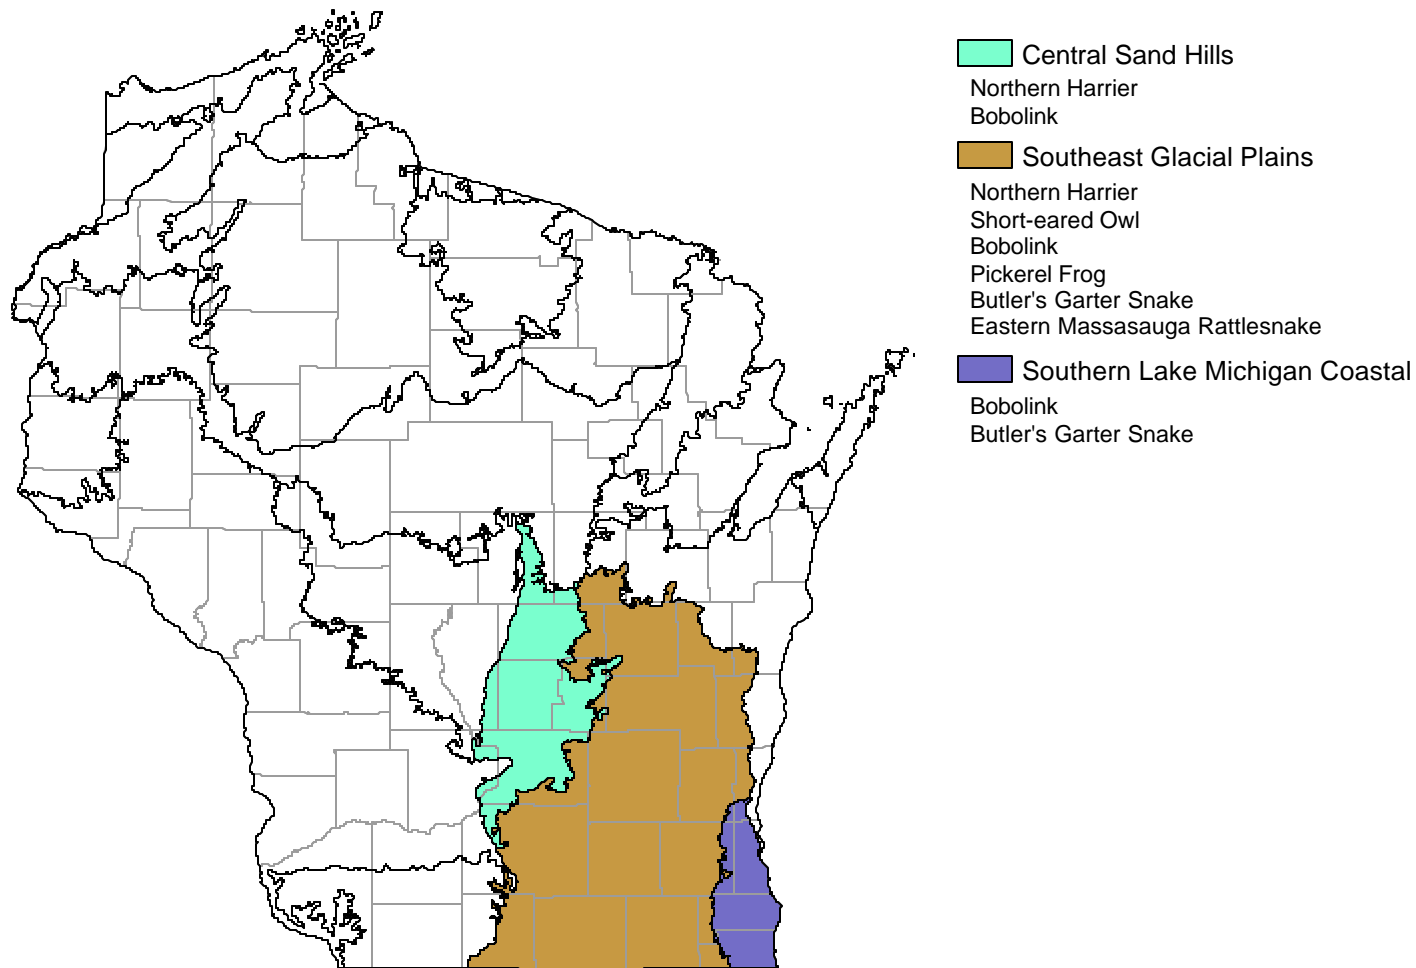 Central Sand Hills
Northern Harrier
Bobolink
Southeast Glacial Plains
Northern Harrier
Short-eared Owl
Bobolink
Pickerel Frog
Butler's Garter Snake
Eastern Massasauga Rattlesnake
Southern Lake Michigan Coastal
Bobolink
Butler's Garter Snake